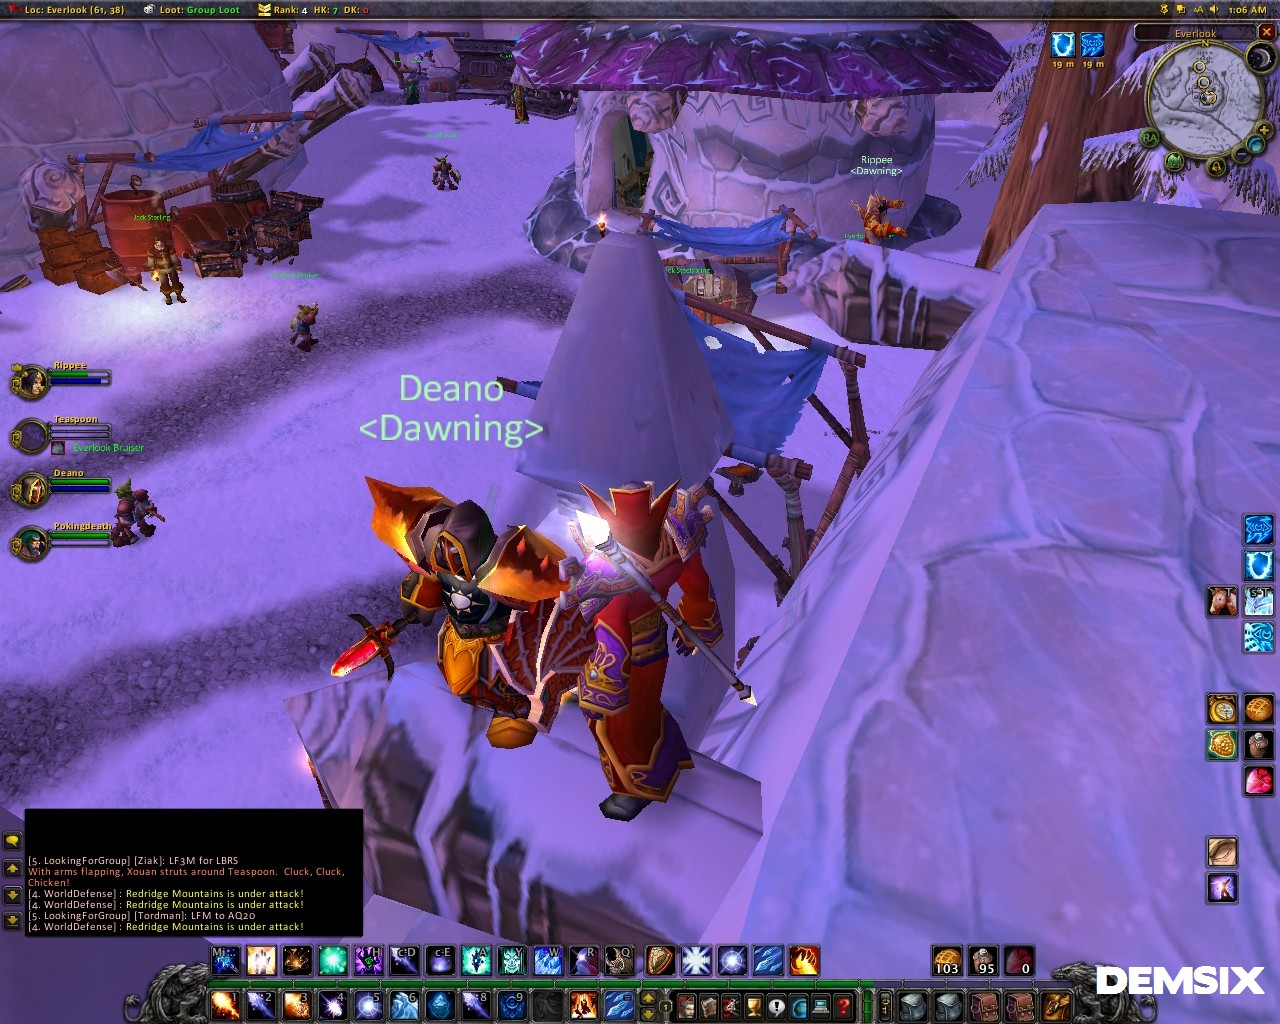 Loc: Everlook (61, 38)
Loot: Group Loot
Rank: 4 HK: 7 DK: 0
1:06 AM
19 m 19 m
Everlook
N
RA
Rippee
<Dawning>
Jack Sterling
Deano
<Dawning>
Rippee
Teaspoon
Everlook Bruiser
Deano
Pokingdeath
[5. LookingForGroup] [Ziak]: LF3M for LBRS
With arms flapping, Xouan struts around Teaspoon. Cluck, Cluck,
Chicken!
[4. WorldDefense] : Redridge Mountains is under attack!
[4. WorldDefense] : Redridge Mountains is under attack!
[5. LookingForGroup] [Tordman]: LFM to AQ20
[4. WorldDefense] : Redridge Mountains is under attack!
103 95 0
DEMSIX